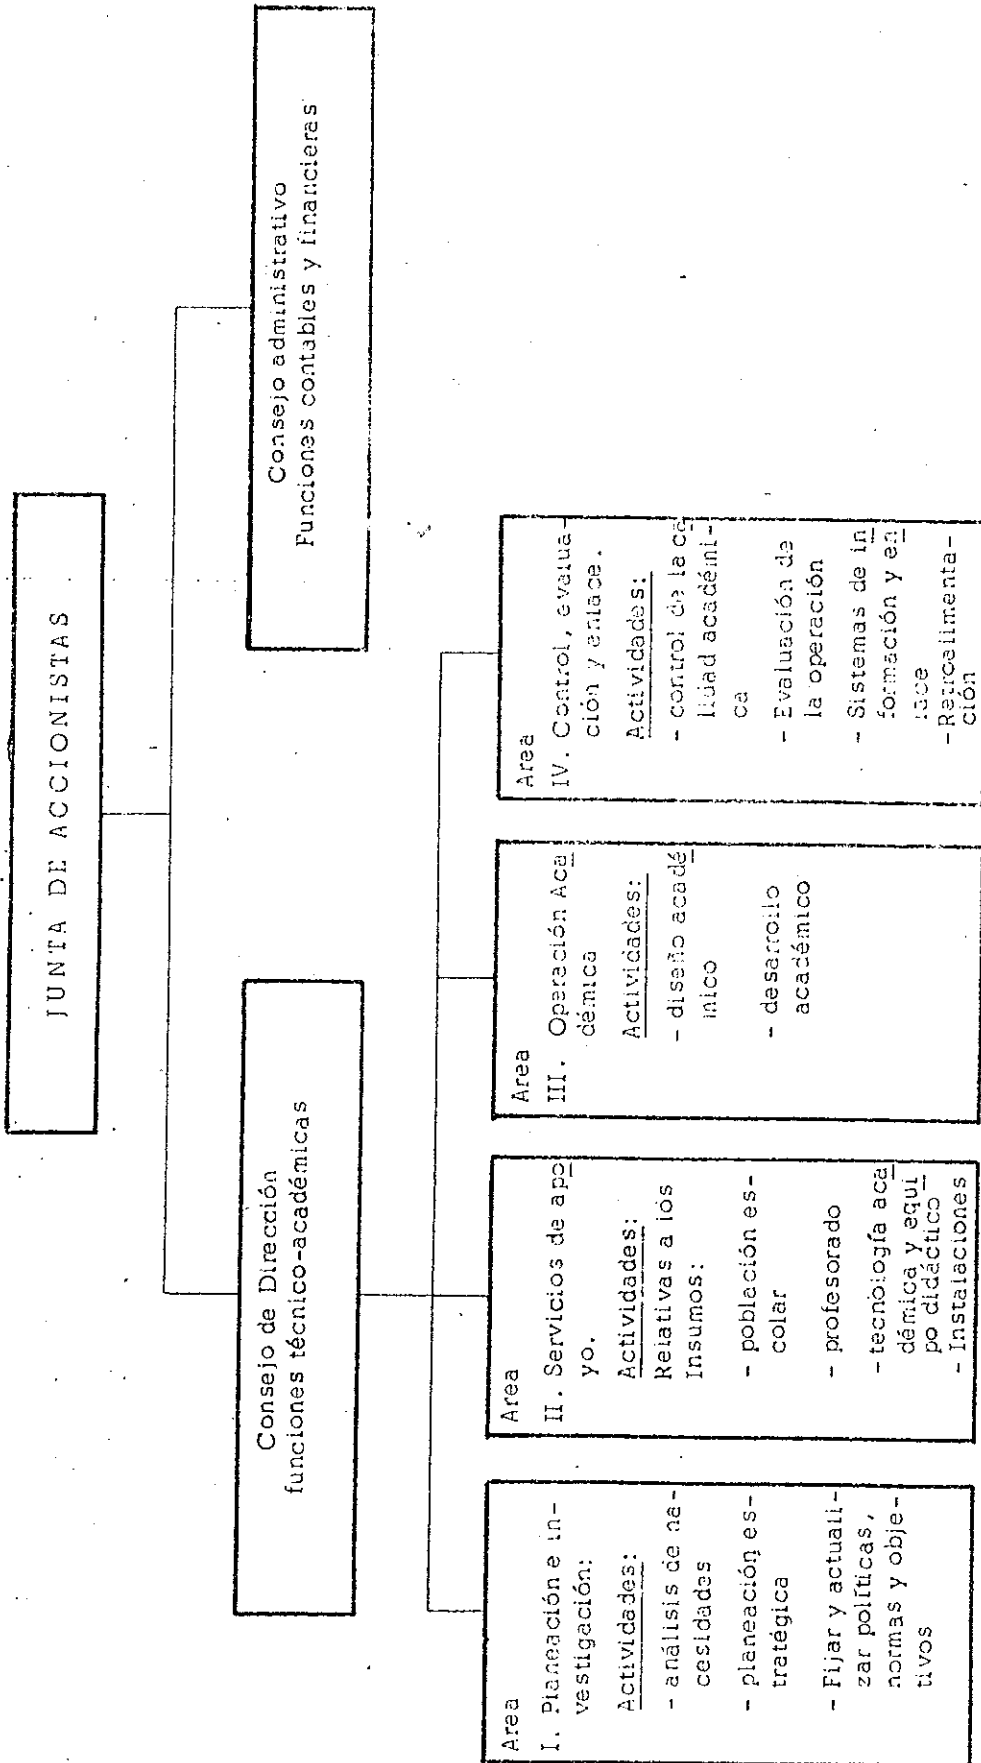 JUNTA DE ACCIONISTAS
Consejo de Dirección
funciones técnico-académicas
Consejo administrativo
Funciones contables y financieras
Area
I. Planeación e in-
vestigación:
Actividades:
- análisis de ne-
cesidades
- planeación es-
tratégica
- Fijar y actuali-
zar políticas,
normas y obje-
tivos
Area
II. Servicios de apo
yo.
Actividades:
Relativas a los
Insumos:
- población es-
colar
- profesorado
- tecnología aca
démica y equi
po didáctico
- Instalaciones
Area
III. Operación Aca
démica
Actividades:
- diseño acadé
mico
- desarrollo
académico
Area
IV. Control, evalua-
ción y enlace.
Actividades:
- control de la ca
lidad académi-
ca
- Evaluación de
la operación
- Sistemas de in
formación y en
lace
- Retroalimenta-
ción